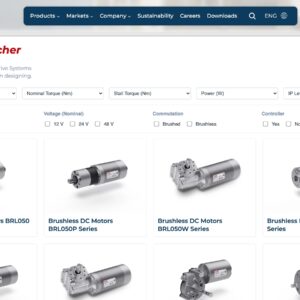 Products Markets Company Sustainability Careers Downloads ENG
cher
rive Systems
n designing.
Nominal Torque (Nm) Stall Torque (Nm) Power (W) IP Le
Voltage (Nominal) Commutation Controller
12 V 24 V 48 V Brushed Brushless Yes No
s BRL050
Brushless DC Motors
BRL050P Series
Brushless DC Motors
BRL050W Series
Brushless
Series